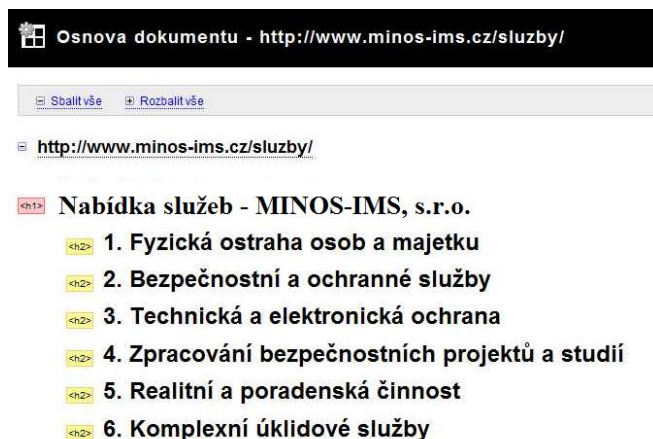 Osnova dokumentu - http://www.minos-ims.cz/sluzby/
Sbalit vše Rozbalit vše
http://www.minos-ims.cz/sluzby/
<h1> Nabídka služeb - MINOS-IMS, s.r.o.
<h2> 1. Fyzická ostraha osob a majetku
<h2> 2. Bezpečnostní a ochranné služby
<h2> 3. Technická a elektronická ochrana
<h2> 4. Zpracování bezpečnostních projektů a studií
<h2> 5. Realitní a poradenská činnost
<h2> 6. Komplexní úklidové služby